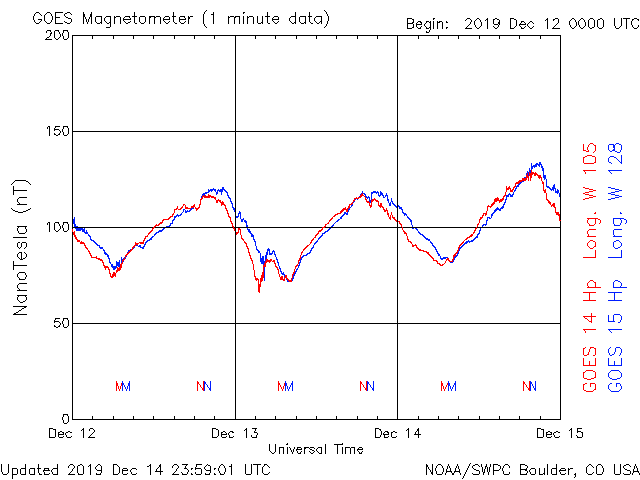 GOES Magnetometer (1 minute data)
Begin: 2019 Dec 12 0000 UTC
200
150
100
50
0
NanoTesla (nT)
M M N N M M N N M M N N
Dec 12 Dec 13 Dec 14 Dec 15
Universal Time
GOES 14 Hp Long. W 105
GOES 15 Hp Long. W 128
Updated 2019 Dec 14 23:59:01 UTC
NOAA/SWPC Boulder, CO USA